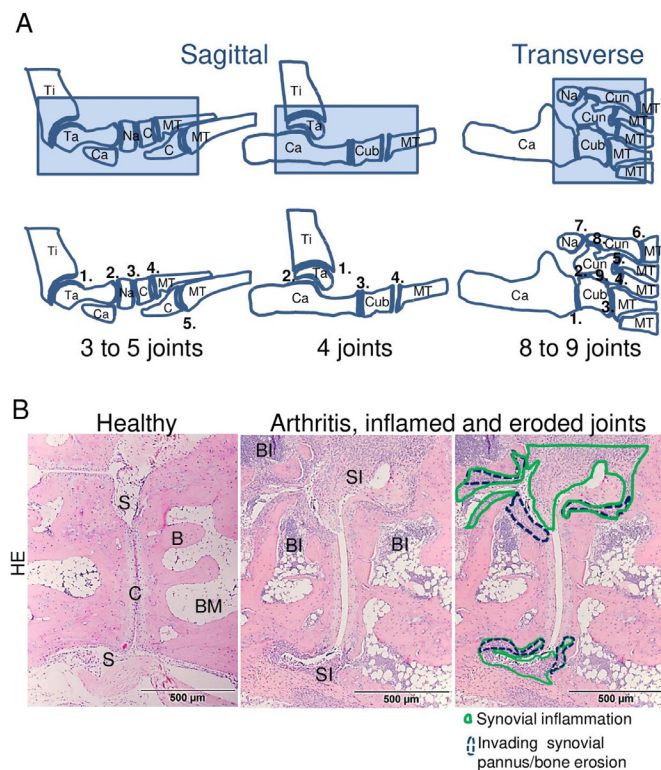 A
Sagittal
Transverse
Ti
Ta
Na
C
MT
MT
Ca
C
Ti
Ta
Ca
Cub
MT
Na
Cun
MT
Cun
Ca
Cub
MT
MT
Ti
1.
2.
3.
4.
Ta
Na
C
MT
MT
Ca
C
5.
Ti
Ta
1.
2.
Ca
3.
Cub
4.
MT
7.
8.
6.
Na
Cun
MT
Cun
5.
2.
9.
4.
Ca
Cub
MT
1.
3.
MT
3 to 5 joints
4 joints
8 to 9 joints
B
Healthy
Arthritis, inflamed and eroded joints
HE
S
B
C
BM
S
500 µm
BI
SI
BI
BI
SI
500 µm
500 µm
Synovial inflammation
Invading synovial
pannus/bone erosion